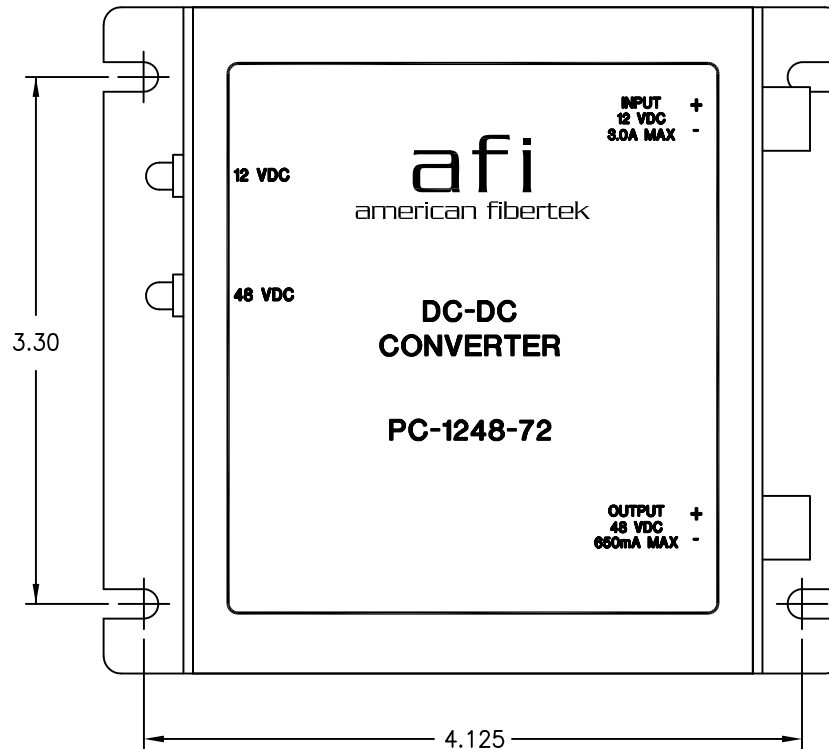 INPUT +
12 VDC
3.0A MAX -
afi
american fibertek
12 VDC
48 VDC
DC-DC
CONVERTER
3.30
PC-1248-72
OUTPUT +
48 VDC
650mA MAX -
4.125